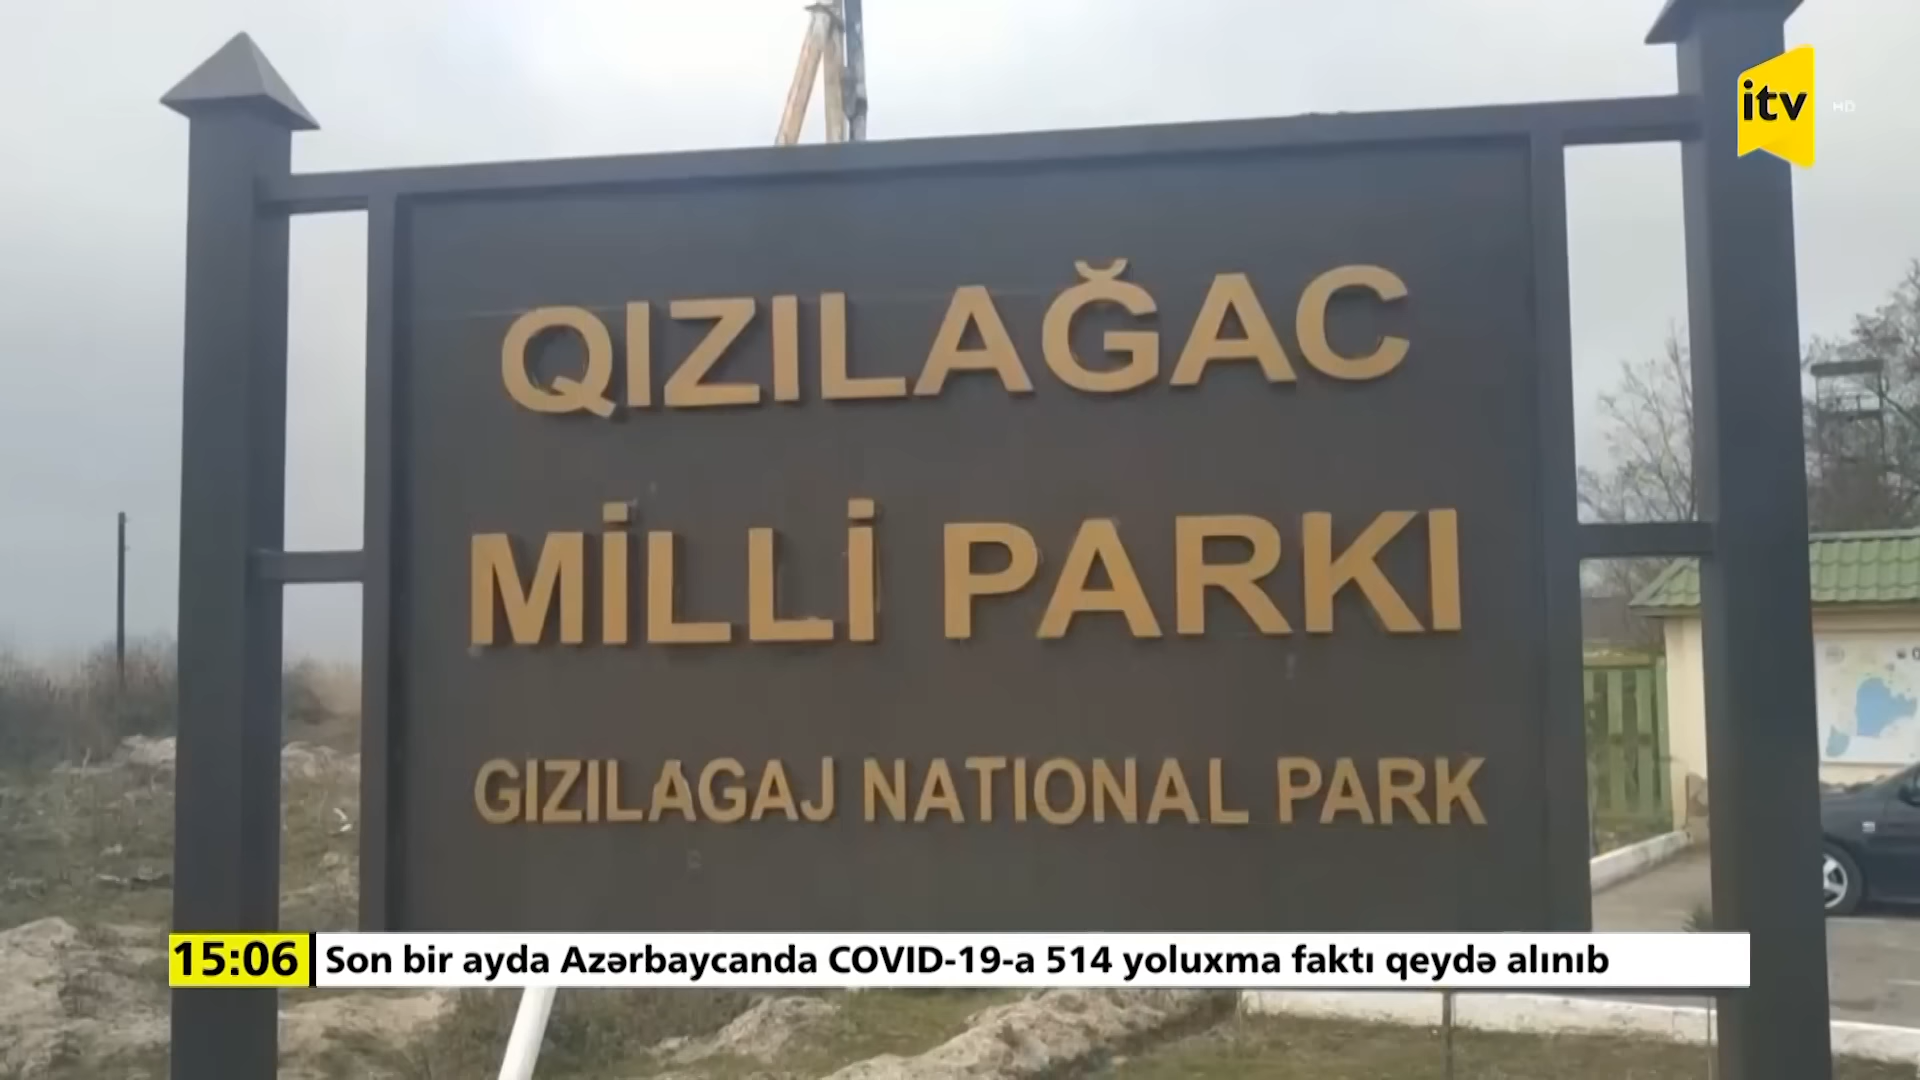 itv HD
QIZILAĞAC
MİLLİ PARKI
GIZILAGAJ NATIONAL PARK
15:06 Son bir ayda Azərbaycanda COVID-19-a 514 yoluxma faktı qeydə alınıb